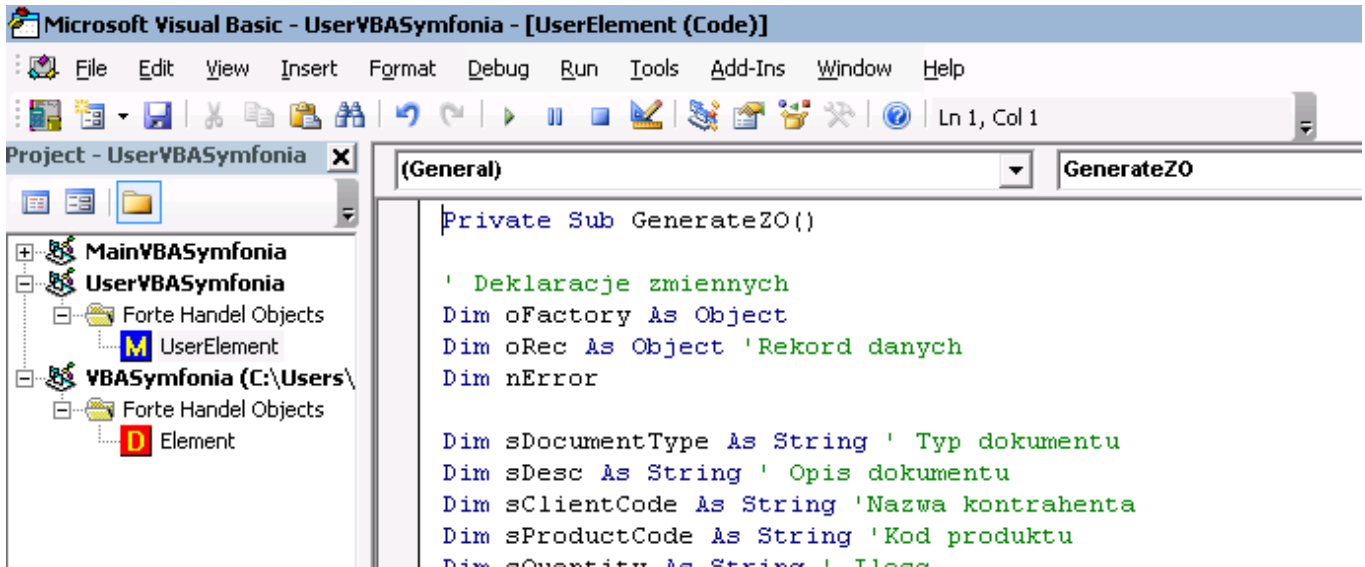 Microsoft Visual Basic - UserVBASymfonia - [UserElement (Code)]
File Edit View Insert Format Debug Run Tools Add-Ins Window Help
Ln 1, Col 1
Project - UserVBASymfonia
(General)
GenerateZO
MainVBASymfonia
UserVBASymfonia
Forte Handel Objects
M UserElement
VBASymfonia (C:\Users\
Forte Handel Objects
D Element
Private Sub GenerateZO()
' Deklaracje zmiennych
Dim oFactory As Object
Dim oRec As Object 'Rekord danych
Dim nError
Dim sDocumentType As String ' Typ dokumentu
Dim sDesc As String ' Opis dokumentu
Dim sClientCode As String 'Nazwa kontrahenta
Dim sProductCode As String 'Kod produktu
Dim sQuantity As String '